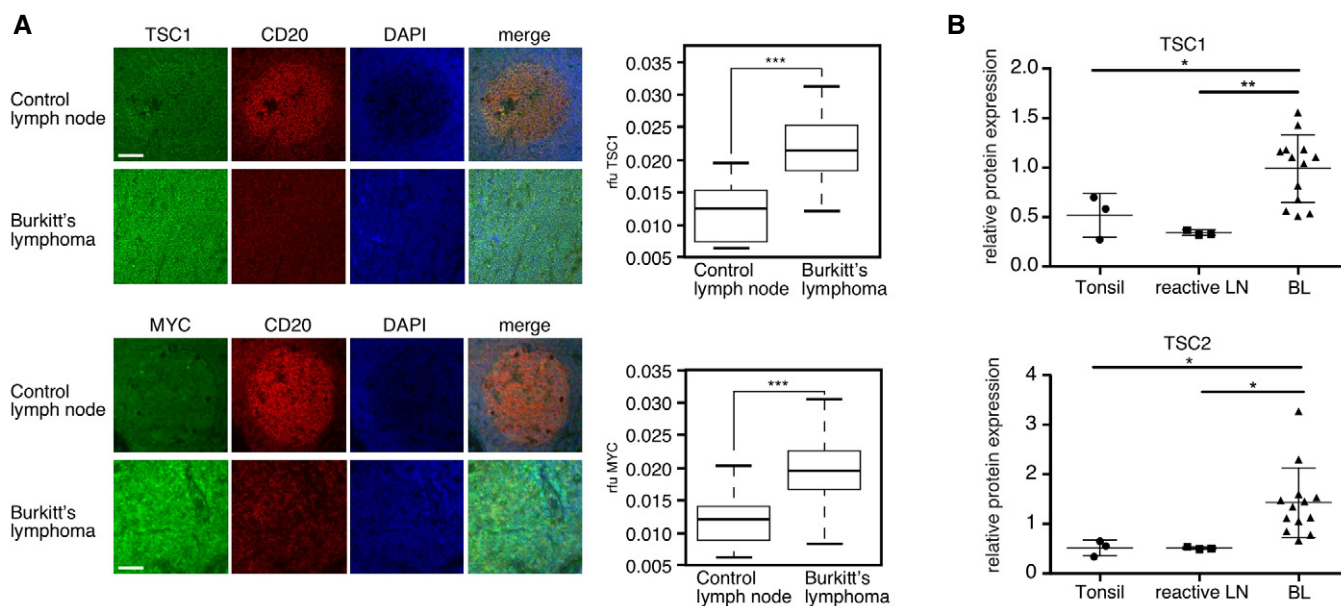 A
TSC1 CD20 DAPI merge
Control
lymph node
Burkitt's
lymphoma
rfu TSC1
0.035
0.030
0.025
0.020
0.015
0.010
0.005
***
Control
lymph node
Burkitt's
lymphoma
MYC CD20 DAPI merge
Control
lymph node
Burkitt's
lymphoma
rfu MYC
0.035
0.030
0.025
0.020
0.015
0.010
0.005
***
Control
lymph node
Burkitt's
lymphoma
B
TSC1
relative protein expression
2.0
1.5
1.0
0.5
0.0
*
**
Tonsil reactive LN BL
TSC2
relative protein expression
4
3
2
1
0
*
*
Tonsil reactive LN BL